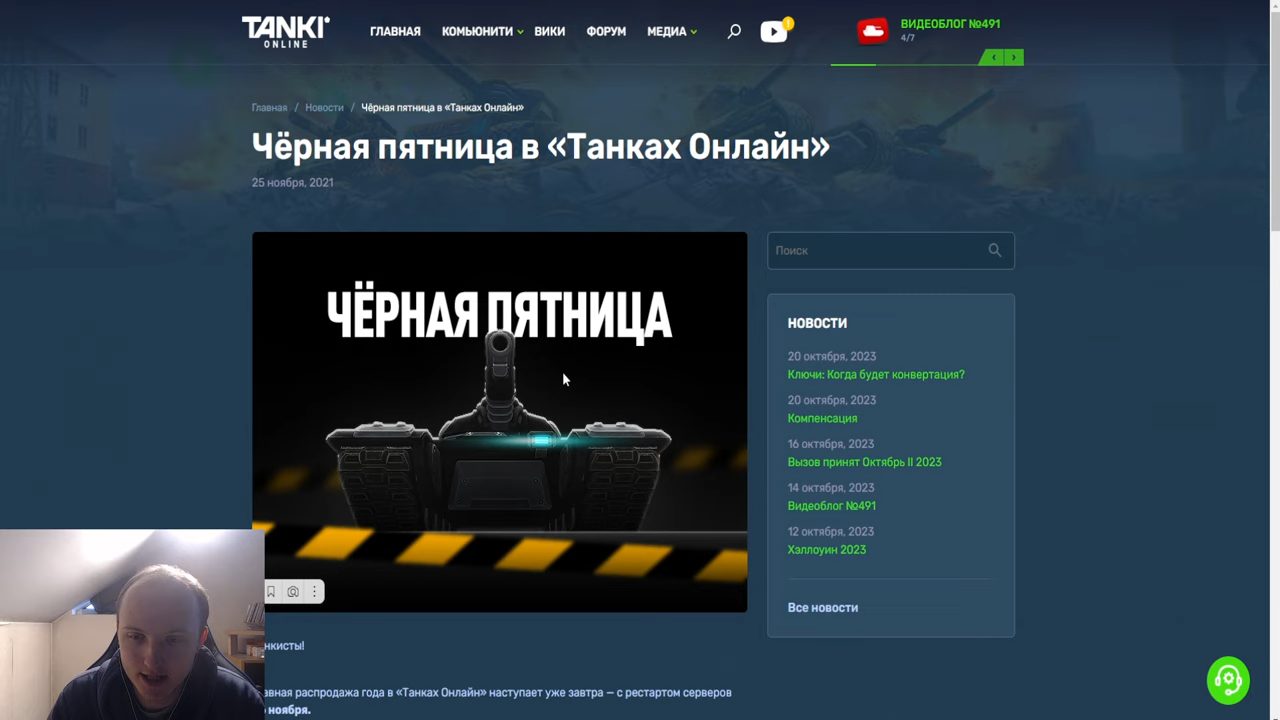 TANKI
ONLINE
ГЛАВНАЯ
КОМЬЮНИТИ
ВИКИ
ФОРУМ
МЕДИА
ВИДЕОБЛОГ №491
4/7
Главная / Новости / Чёрная пятница в «Танках Онлайн»
Чёрная пятница в «Танках Онлайн»
25 ноября, 2021
ЧЁРНАЯ ПЯТНИЦА
Поиск
НОВОСТИ
20 октября, 2023
Ключи: Когда будет конвертация?
20 октября, 2023
Компенсация
16 октября, 2023
Вызов принят Октябрь II 2023
14 октября, 2023
Видеоблог №491
12 октября, 2023
Хэллоуин 2023
Все новости
нкисты!
авная распродажа года в «Танках Онлайн» наступает уже завтра — с рестартом серверов
ноября.